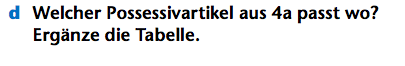 d Welcher Possessivartikel aus 4a passt wo?
Ergänze die Tabelle.